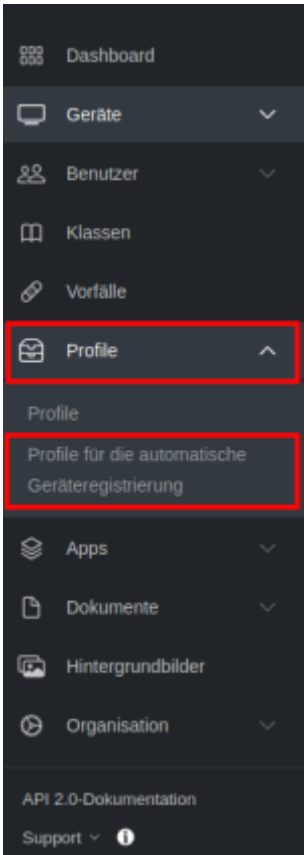 Dashboard
Geräte
Benutzer
Klassen
Vorfälle
Profile
Profile
Profile für die automatische
Geräteregistrierung
Apps
Dokumente
Hintergrundbilder
Organisation
API 2.0-Dokumentation
Support